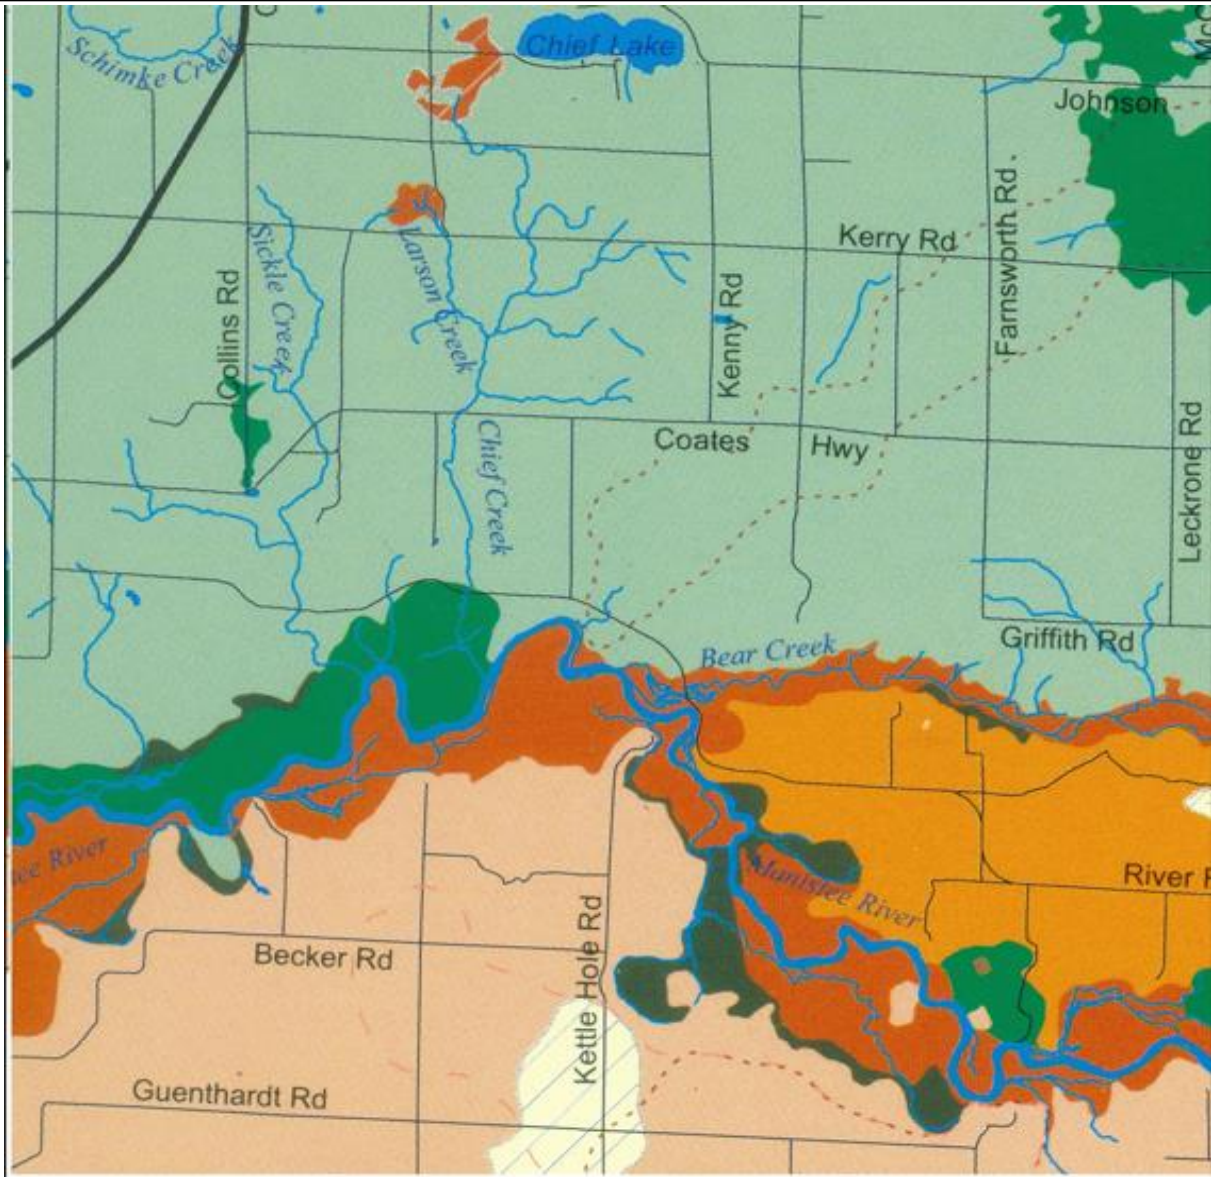 Schimke Creek
Chief Lake
Johnson
Farnsworth Rd.
Kerry Rd
Sickle Creek
Larson Creek
Collins Rd
Kenny Rd
Coates Hwy
Chief Creek
Leckrone Rd
Griffith Rd
Bear Creek
tee River
Manistee River
River
Kettle Hole Rd
Becker Rd
Guenthardt Rd